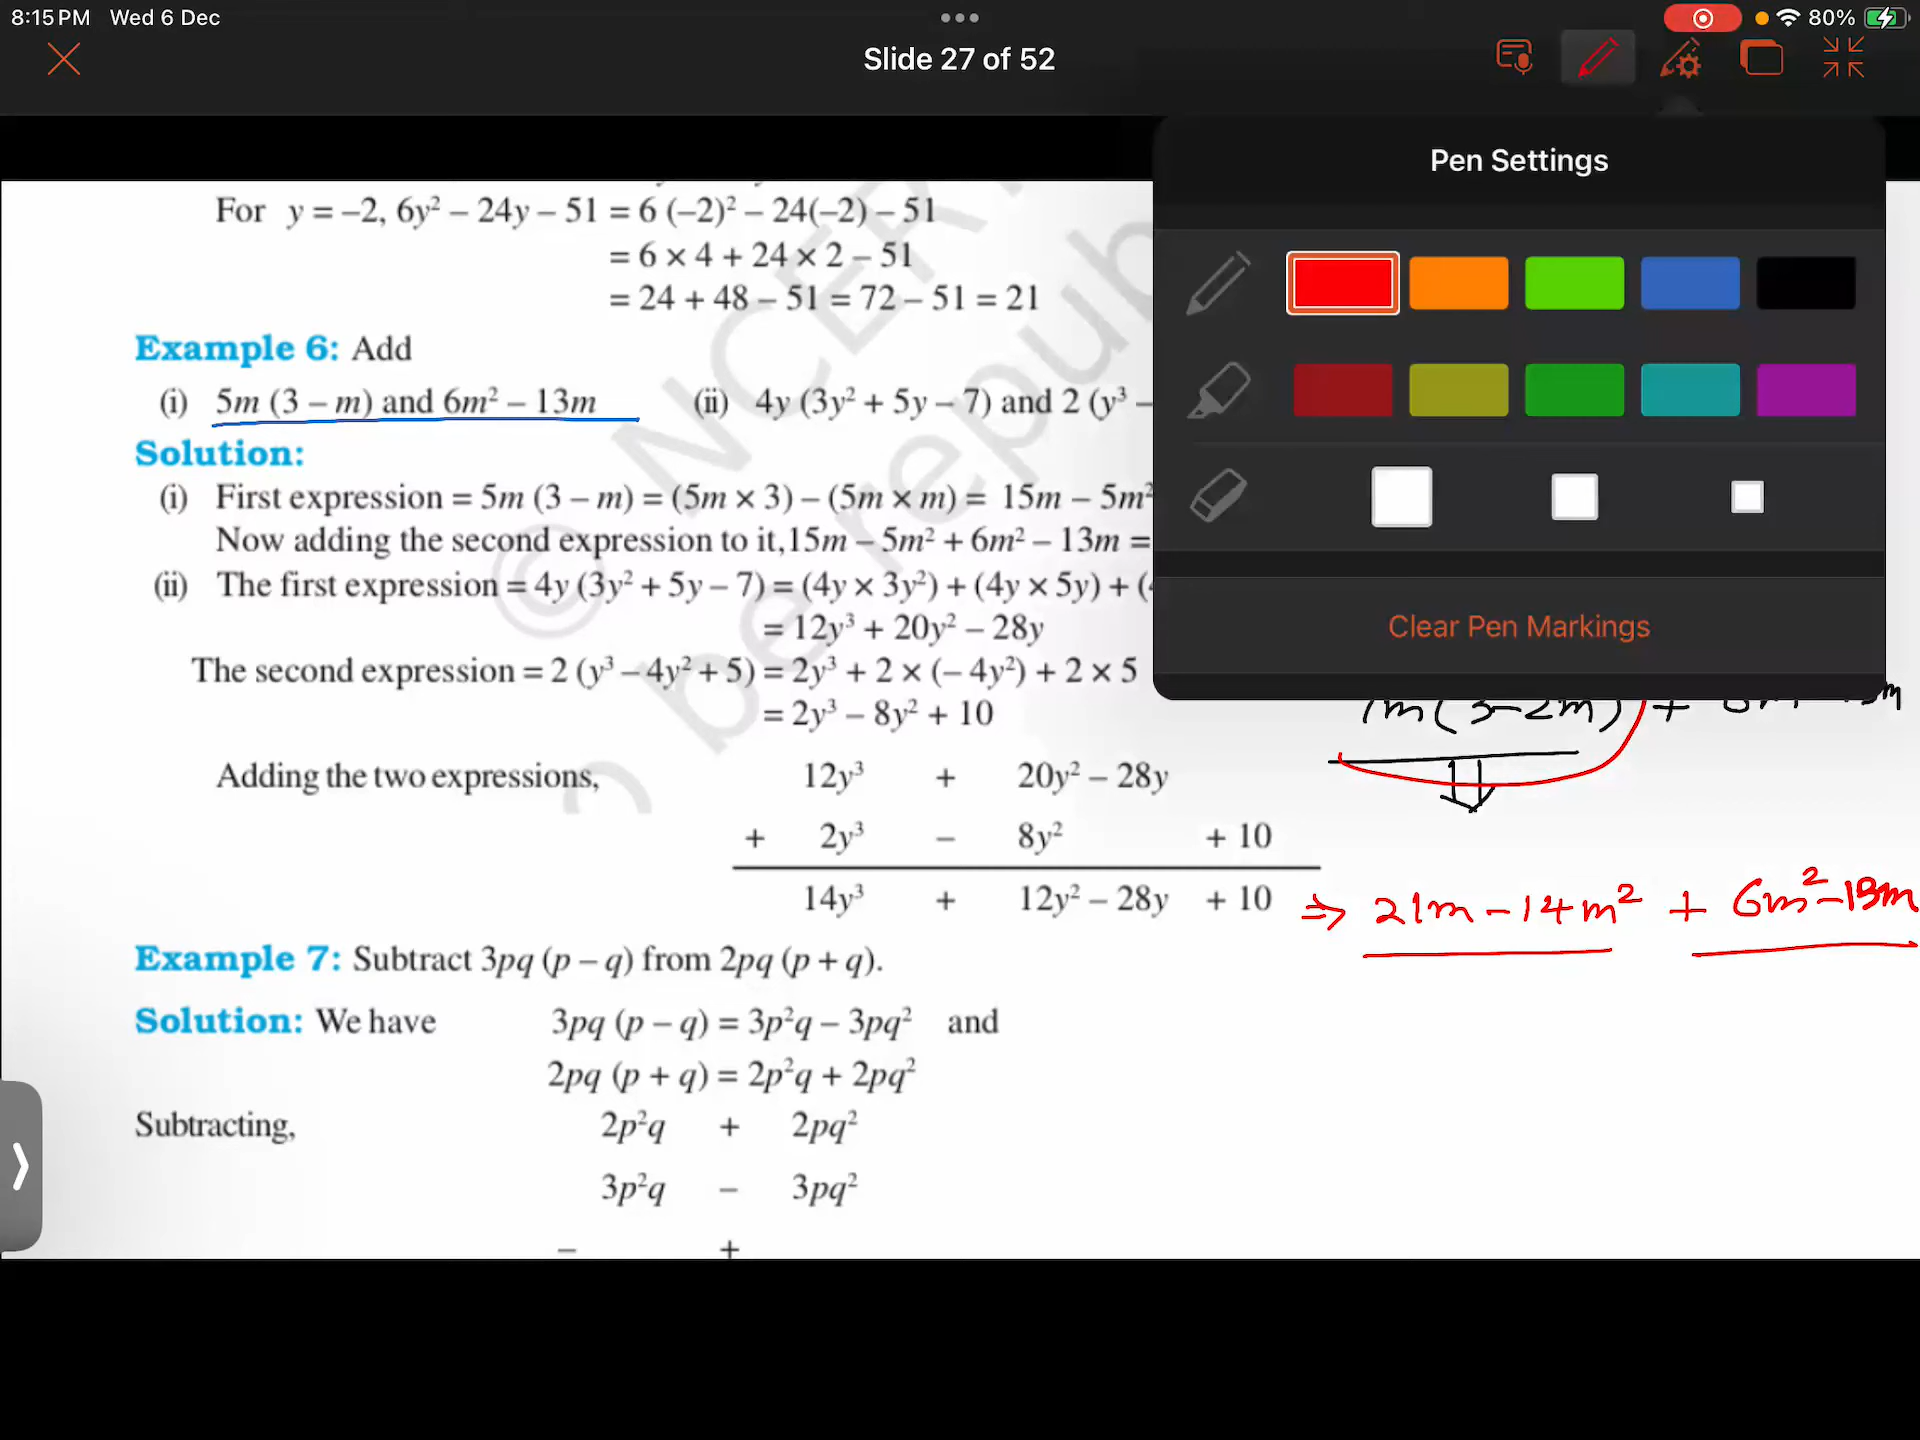 8:15 PM Wed 6 Dec
80%
Slide 27 of 52
Pen Settings
Clear Pen Markings
For y = –2, 6y² – 24y – 51 = 6 (–2)² – 24(–2) – 51
= 6 × 4 + 24 × 2 – 51
= 24 + 48 – 51 = 72 – 51 = 21
Example 6: Add
(i) 5m (3 – m) and 6m² – 13m (ii) 4y (3y² + 5y – 7) and 2 (y³ –
Solution:
(i) First expression = 5m (3 – m) = (5m × 3) – (5m × m) = 15m – 5m²
Now adding the second expression to it, 15m – 5m² + 6m² – 13m =
(ii) The first expression = 4y (3y² + 5y – 7) = (4y × 3y²) + (4y × 5y) + (
= 12y³ + 20y² – 28y
The second expression = 2 (y³ – 4y² + 5) = 2y³ + 2 × (– 4y²) + 2 × 5
= 2y³ – 8y² + 10
7m(3-2m) +
Adding the two expressions, 12y³ + 20y² – 28y
+ 2y³ – 8y² + 10
14y³ + 12y² – 28y + 10
⇒ 21m - 14m² + 6m² - 13m
Example 7: Subtract 3pq (p – q) from 2pq (p + q).
Solution: We have 3pq (p – q) = 3p²q – 3pq² and
2pq (p + q) = 2p²q + 2pq²
Subtracting, 2p²q + 2pq²
3p²q – 3pq²
– +
© NCER
be repub